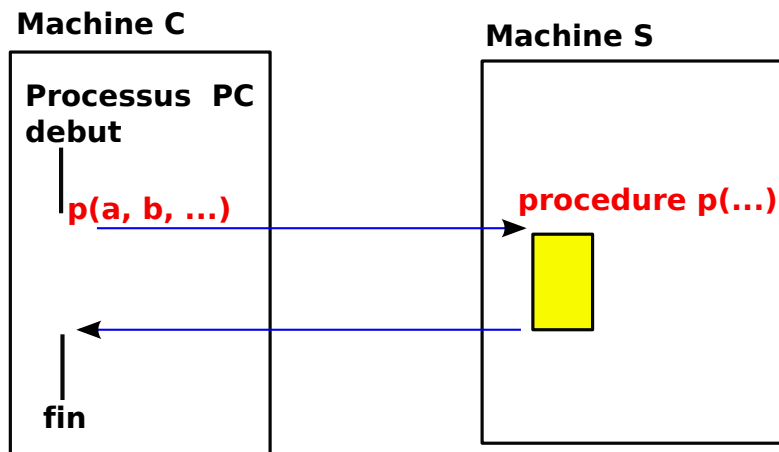 Machine C
Machine S
Processus PC
debut
p(a, b, ...)
procedure p(...)
fin